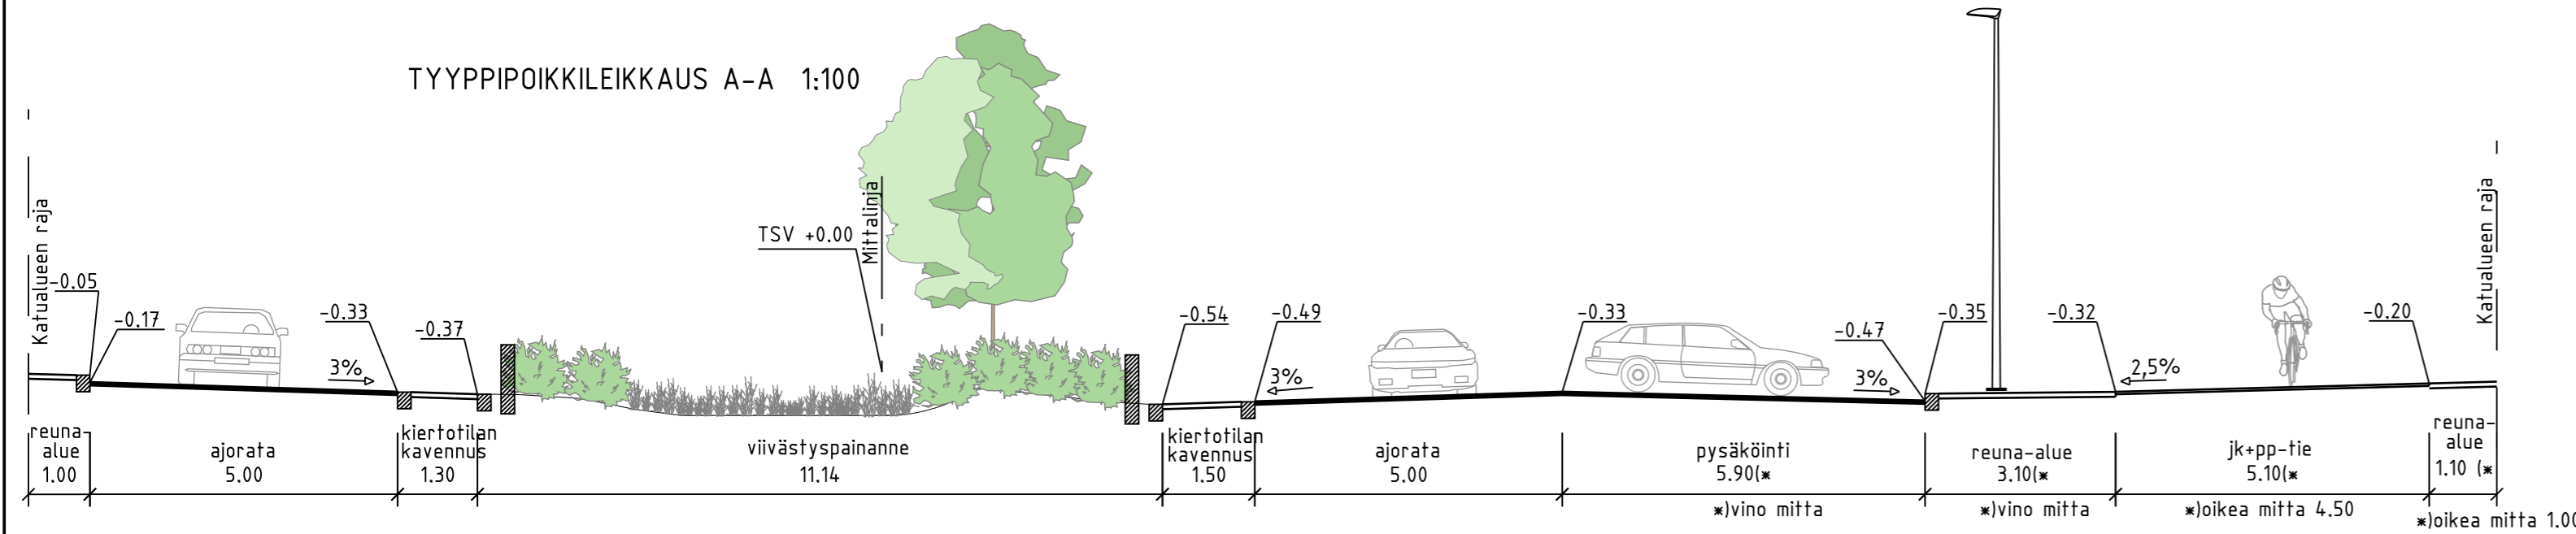 TYYPPIPOIKKILEIKKAUS A-A 1:100
Katualueen raja
Mittalinja
Katualueen raja
TSV +0.00
-0.05
-0.17
-0.33
-0.37
-0.54
-0.49
-0.33
-0.47
-0.35
-0.32
-0.20
3%
3%
3%
2,5%
reuna-
alue
1.00
ajorata
5.00
kiertotilan
kavennus
1.30
viivästyspainanne
11.14
kiertotilan
kavennus
1.50
ajorata
5.00
pysäköinti
5.90(*
*)vino mitta
reuna-alue
3.10(*
*)vino mitta
jk+pp-tie
5.10(*
*)oikea mitta 4.50
reuna-
alue
1.10 (*
*)oikea mitta 1.00